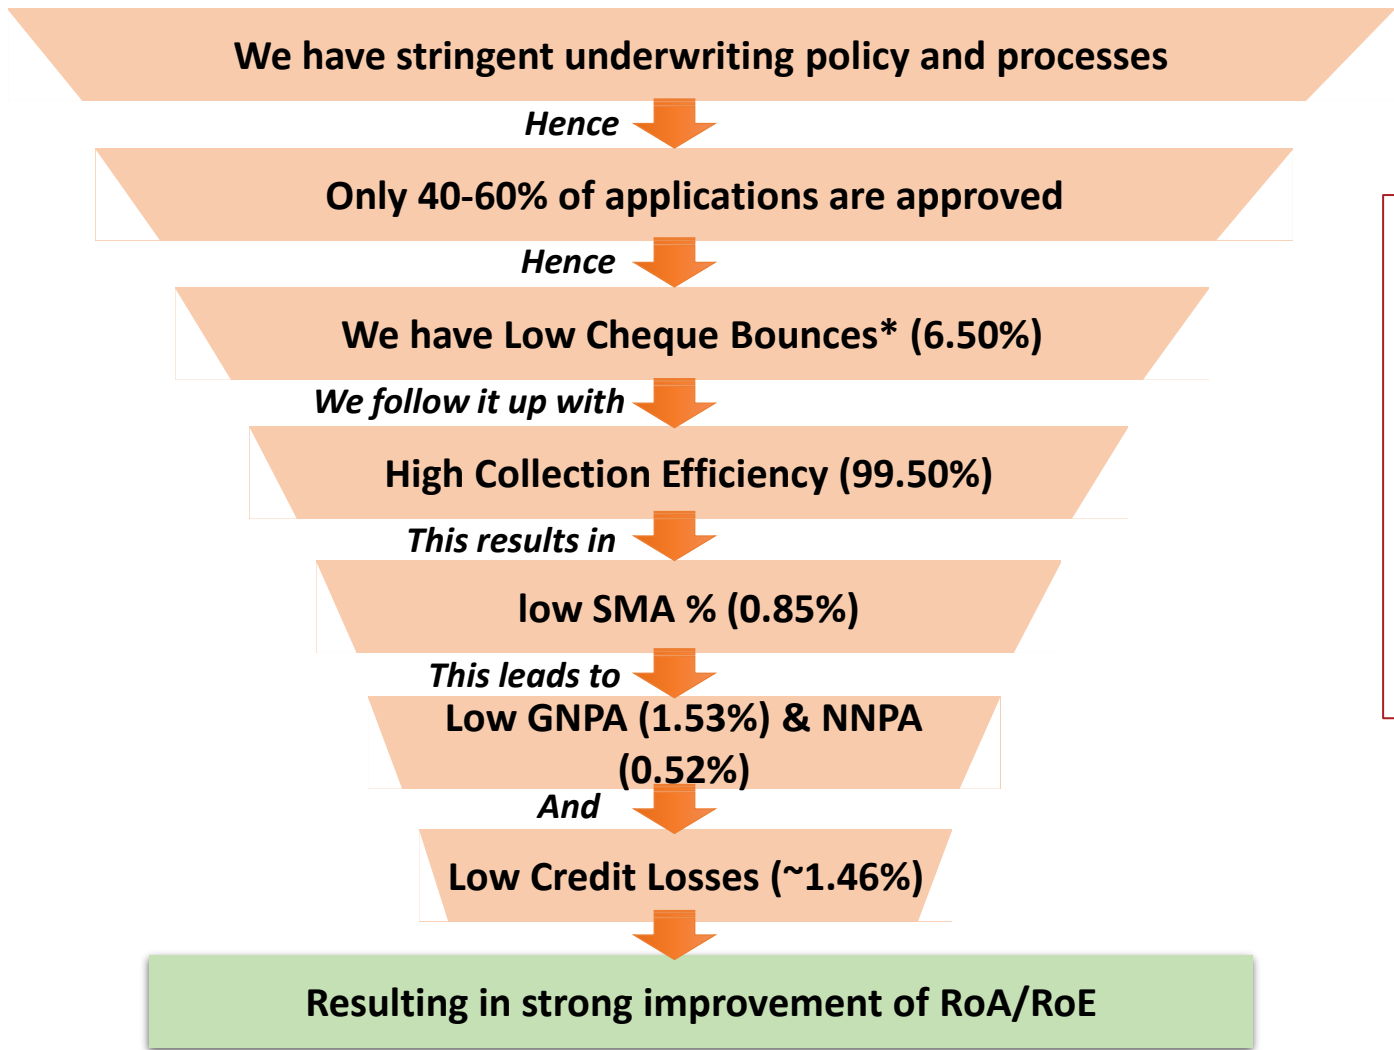 We have stringent underwriting policy and processes
Hence
Only 40-60% of applications are approved
Hence
We have Low Cheque Bounces* (6.50%)
We follow it up with
High Collection Efficiency (99.50%)
This results in
low SMA % (0.85%)
This leads to
Low GNPA (1.53%) & NNPA
(0.52%)
And
Low Credit Losses (~1.46%)
Resulting in strong improvement of RoA/RoE